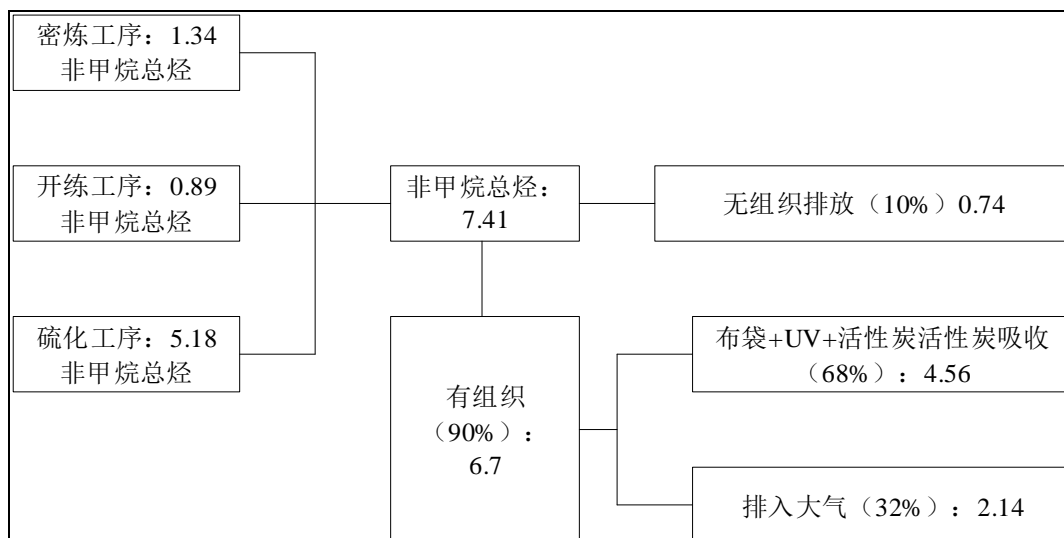 密炼工序：1.34
非甲烷总烃
开练工序：0.89
非甲烷总烃
硫化工序：5.18
非甲烷总烃
非甲烷总烃：
7.41
无组织排放（10%）0.74
有组织
（90%）：
6.7
布袋+UV+活性炭活性炭吸收
（68%）：4.56
排入大气（32%）：2.14